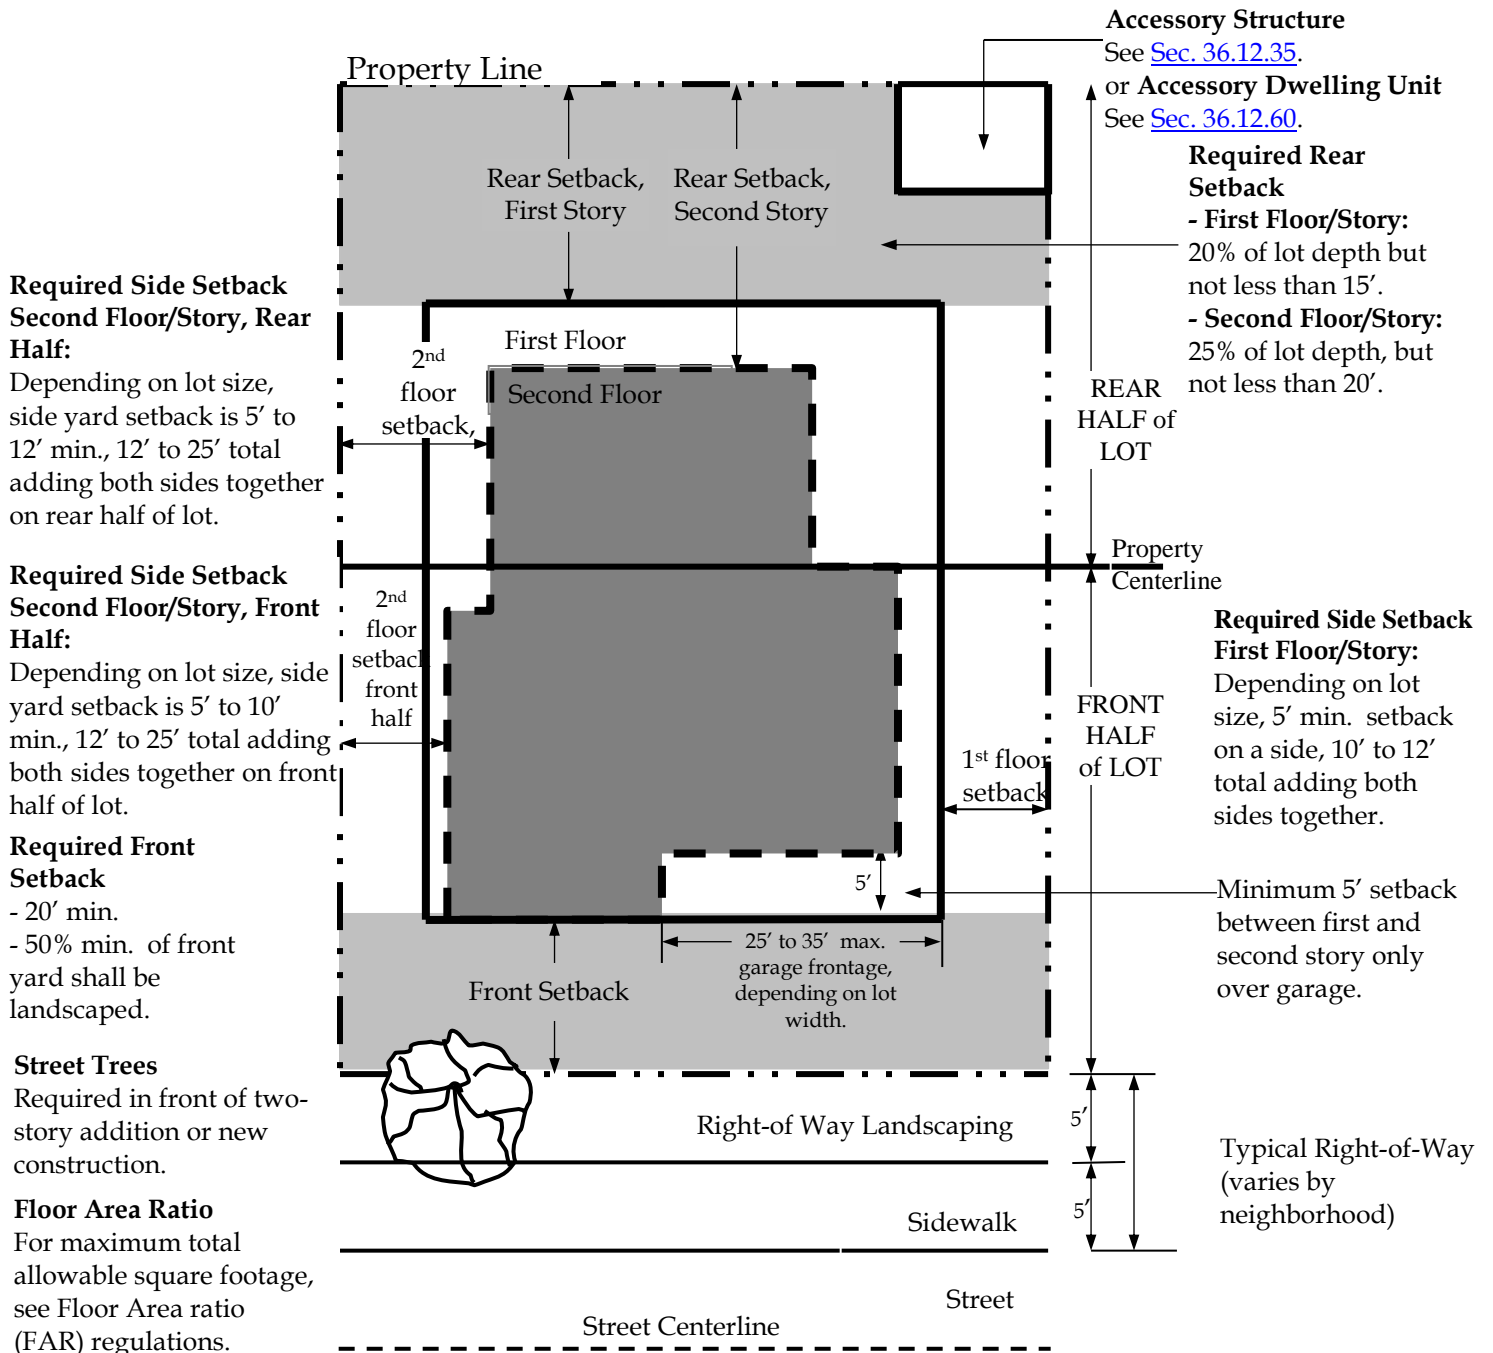 Accessory Structure
See Sec. 36.12.35.
or Accessory Dwelling Unit
See Sec. 36.12.60.
Property Line
Required Rear
Setback
- First Floor/Story:
20% of lot depth but
not less than 15′.
- Second Floor/Story:
25% of lot depth, but
not less than 20′.
Rear Setback,
First Story
Rear Setback,
Second Story
Required Side Setback
Second Floor/Story, Rear
Half:
Depending on lot size,
side yard setback is 5′ to
12′ min., 12′ to 25′ total
adding both sides together
on rear half of lot.
First Floor
Second Floor
2nd
floor
setback,
REAR
HALF of
LOT
Property
Centerline
Required Side Setback
Second Floor/Story, Front
Half:
Depending on lot size, side
yard setback is 5′ to 10′
min., 12′ to 25′ total adding
both sides together on front
half of lot.
2nd
floor
setback
front
half
Required Side Setback
First Floor/Story:
Depending on lot
size, 5′ min. setback
on a side, 10′ to 12′
total adding both
sides together.
FRONT
HALF
of LOT
1st floor
setback
Required Front
Setback
- 20′ min.
- 50% min. of front
yard shall be
landscaped.
5′
Minimum 5′ setback
between first and
second story only
over garage.
25′ to 35′ max.
garage frontage,
depending on lot
width.
Front Setback
Street Trees
Required in front of two-
story addition or new
construction.
Right-of Way Landscaping
5′
Typical Right-of-Way
(varies by
neighborhood)
Sidewalk
5′
Floor Area Ratio
For maximum total
allowable square footage,
see Floor Area ratio
(FAR) regulations.
Street
Street Centerline